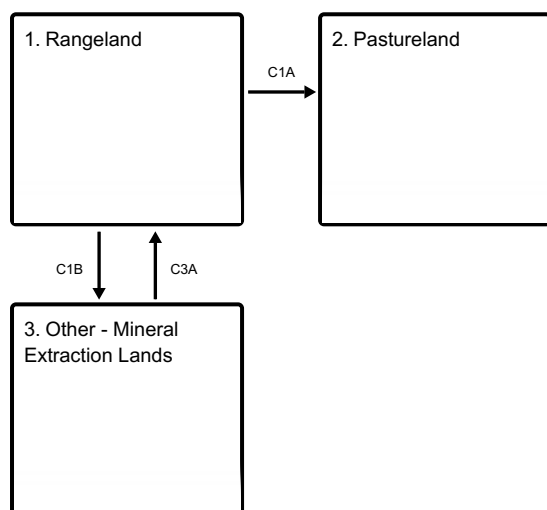 1. Rangeland
2. Pastureland
C1A
C1B
C3A
3. Other - Mineral
Extraction Lands